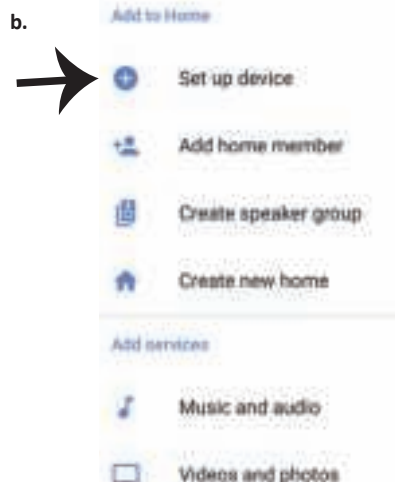 b.
Add to Home
Set up device
Add home member
Create speaker group
Create new home
Add services
Music and audio
Videos and photos